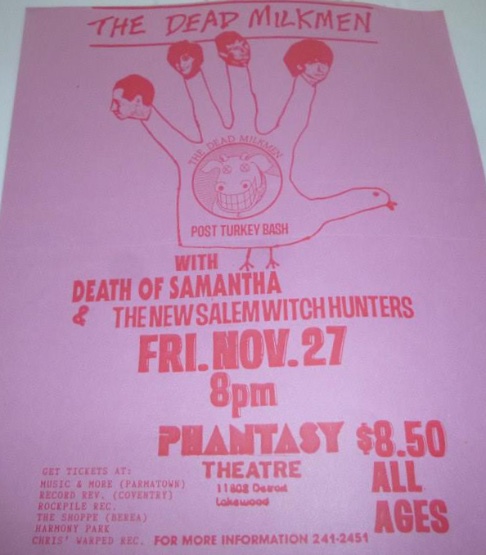 THE DEAD MILKMEN
THE DEAD MILKMEN
POST TURKEY BASH
WITH
DEATH OF SAMANTHA
& THE NEW SALEM WITCH HUNTERS
FRI. NOV. 27
8pm
PHANTASY
THEATRE
11802 Detroit
Lakewood
$8.50
ALL
AGES
GET TICKETS AT:
MUSIC & MORE (PARMATOWN)
RECORD REV. (COVENTRY)
ROCKPILE REC.
THE SHOPPE (BEREA)
HARMONY PARK
CHRIS' WARPED REC.
FOR MORE INFORMATION 241-2451